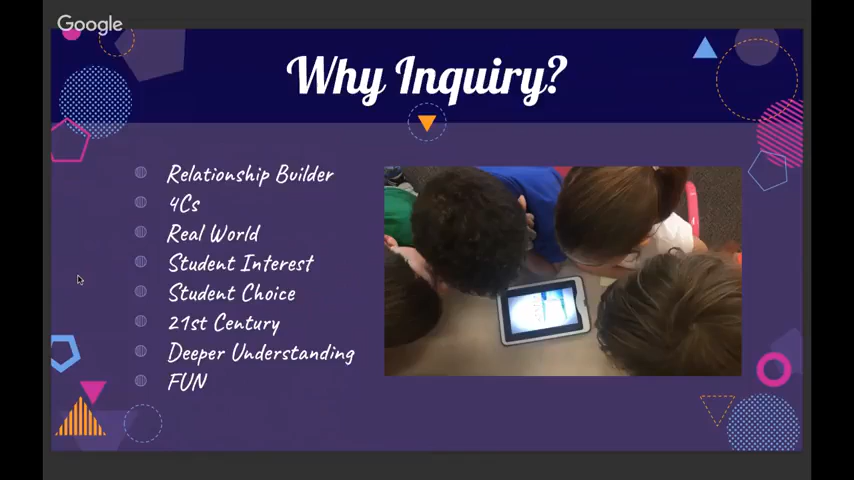 Google
Why Inquiry?
Relationship Builder
4Cs
Real World
Student Interest
Student Choice
21st Century
Deeper Understanding
FUN